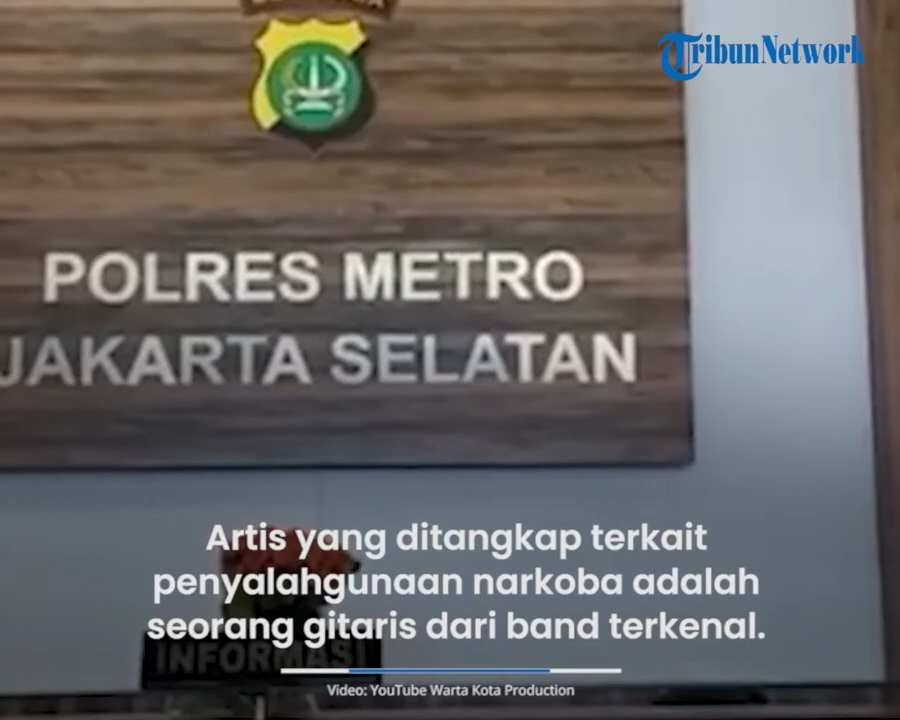 TribunNetwork
POLRES METRO
JAKARTA SELATAN
Artis yang ditangkap terkait
penyalahgunaan narkoba adalah
seorang gitaris dari band terkenal.
INFORMASI
Video: YouTube Warta Kota Production